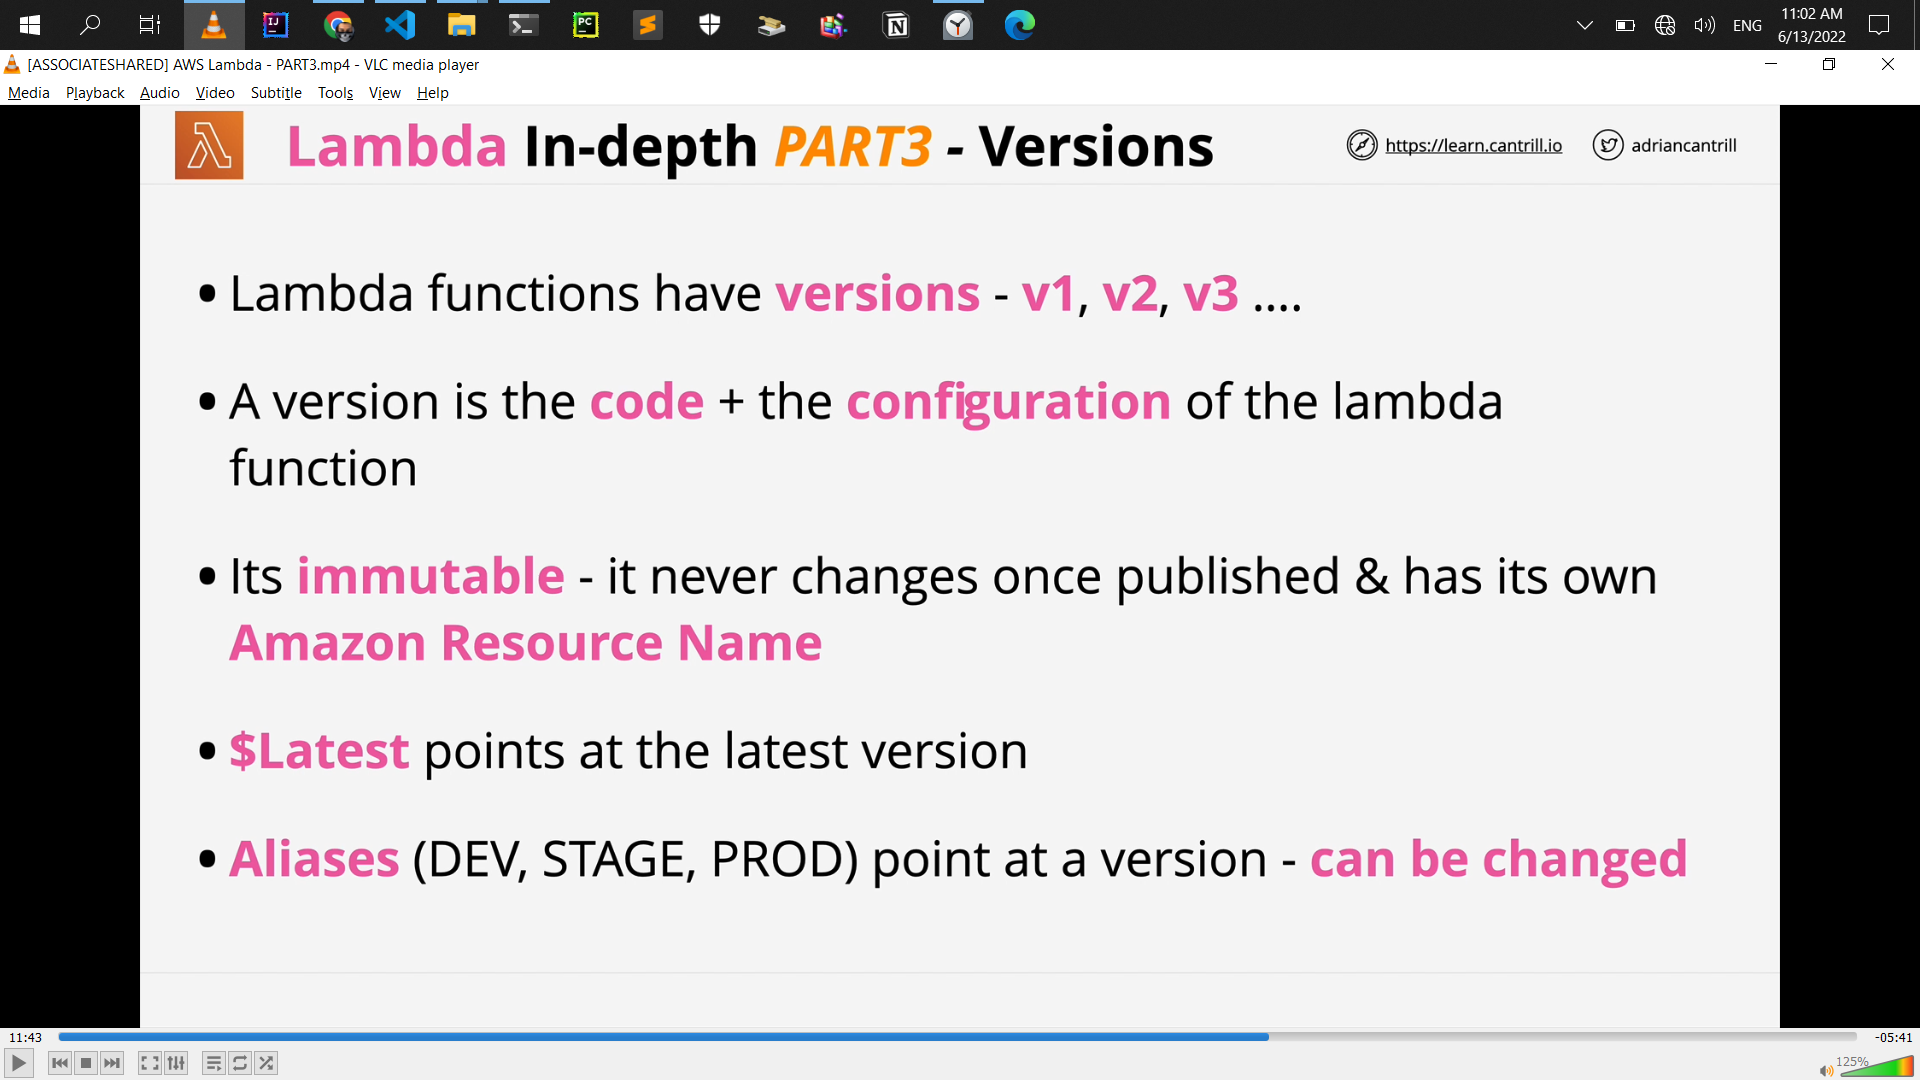 ENG
11:02 AM
6/13/2022
[ASSOCIATESHARED] AWS Lambda - PART3.mp4 - VLC media player
Media Playback Audio Video Subtitle Tools View Help
Lambda In-depth PART3 - Versions
https://learn.cantrill.io
adriancantrill
• Lambda functions have versions - v1, v2, v3 ....
• A version is the code + the configuration of the lambda
function
• Its immutable - it never changes once published & has its own
Amazon Resource Name
• $Latest points at the latest version
• Aliases (DEV, STAGE, PROD) point at a version - can be changed
11:43
-05:41
125%